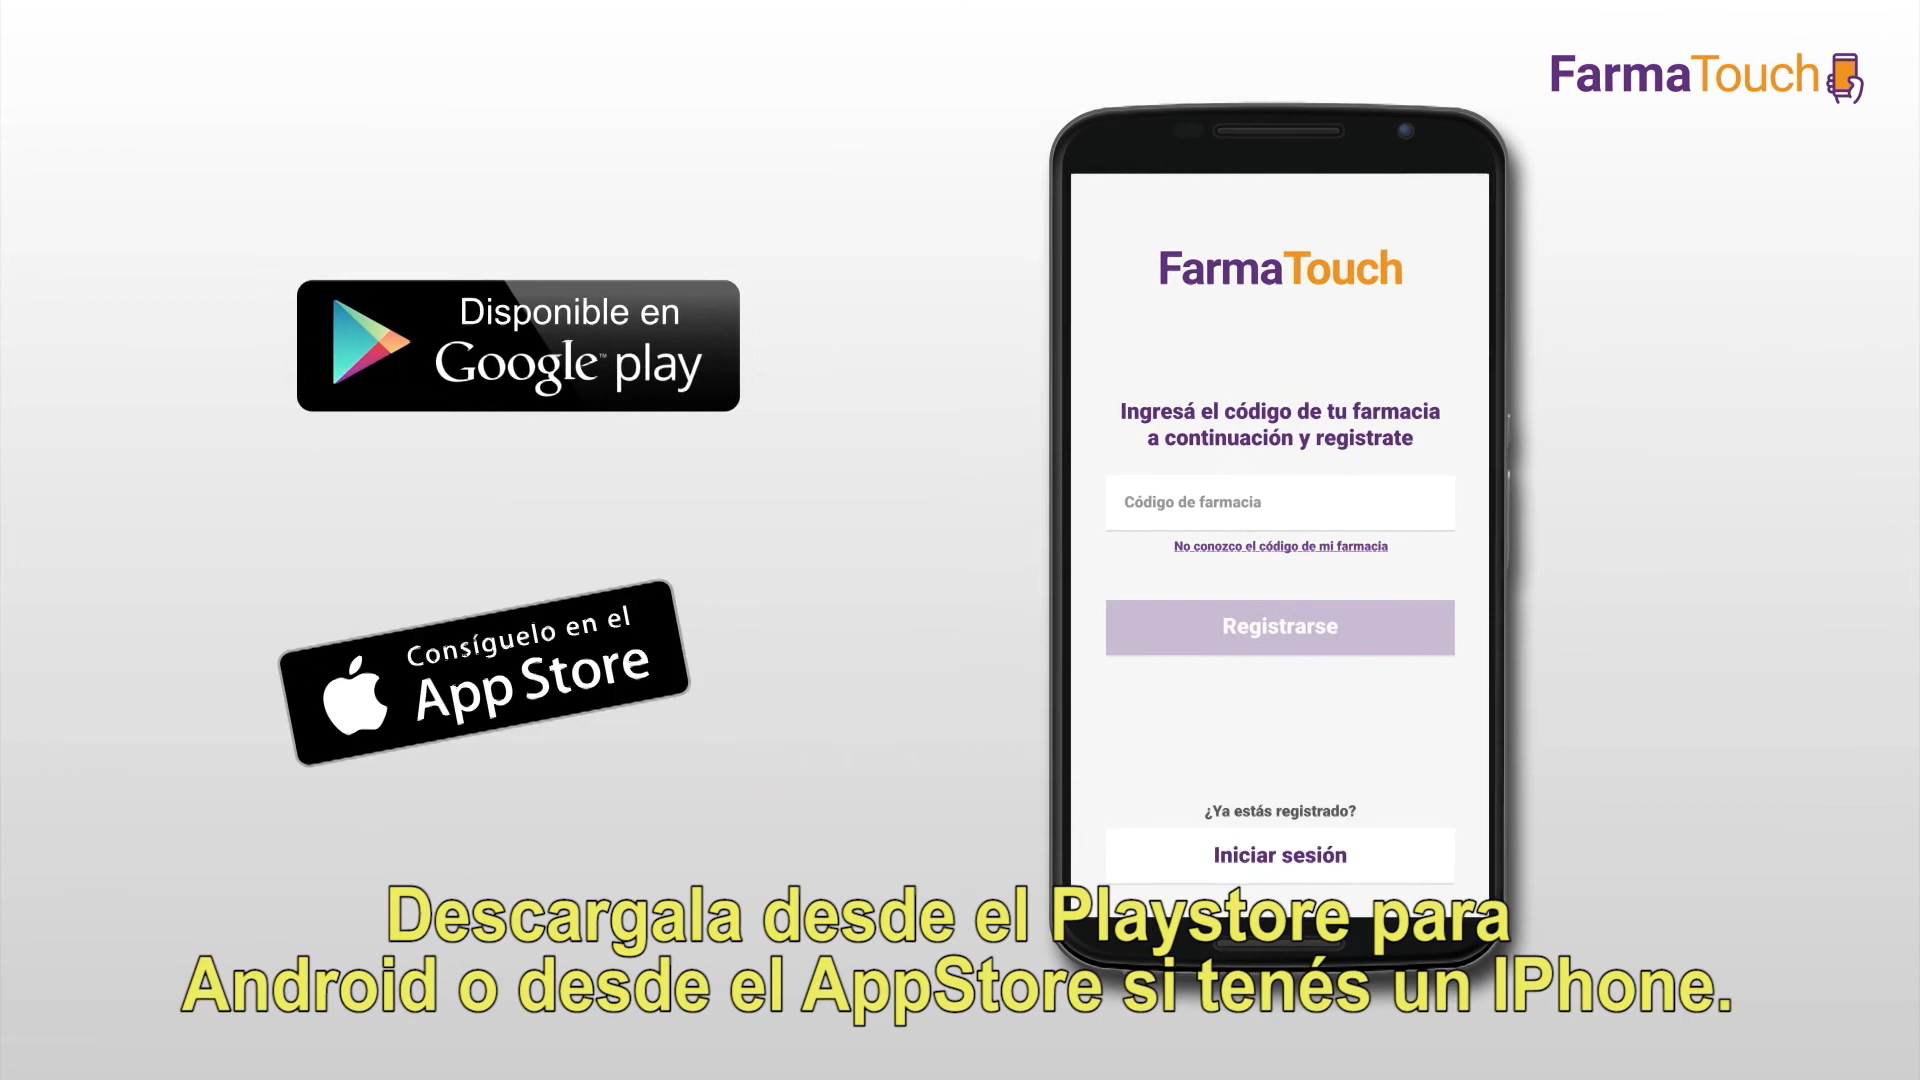 FarmaTouch
Disponible en
Google™ play
Consíguelo en el
App Store
FarmaTouch
Ingresá el código de tu farmacia
a continuación y registrate
Código de farmacia
No conozco el código de mi farmacia
Registrarse
¿Ya estás registrado?
Iniciar sesión
Descargala desde el Playstore para
Android o desde el AppStore si tenés un IPhone.